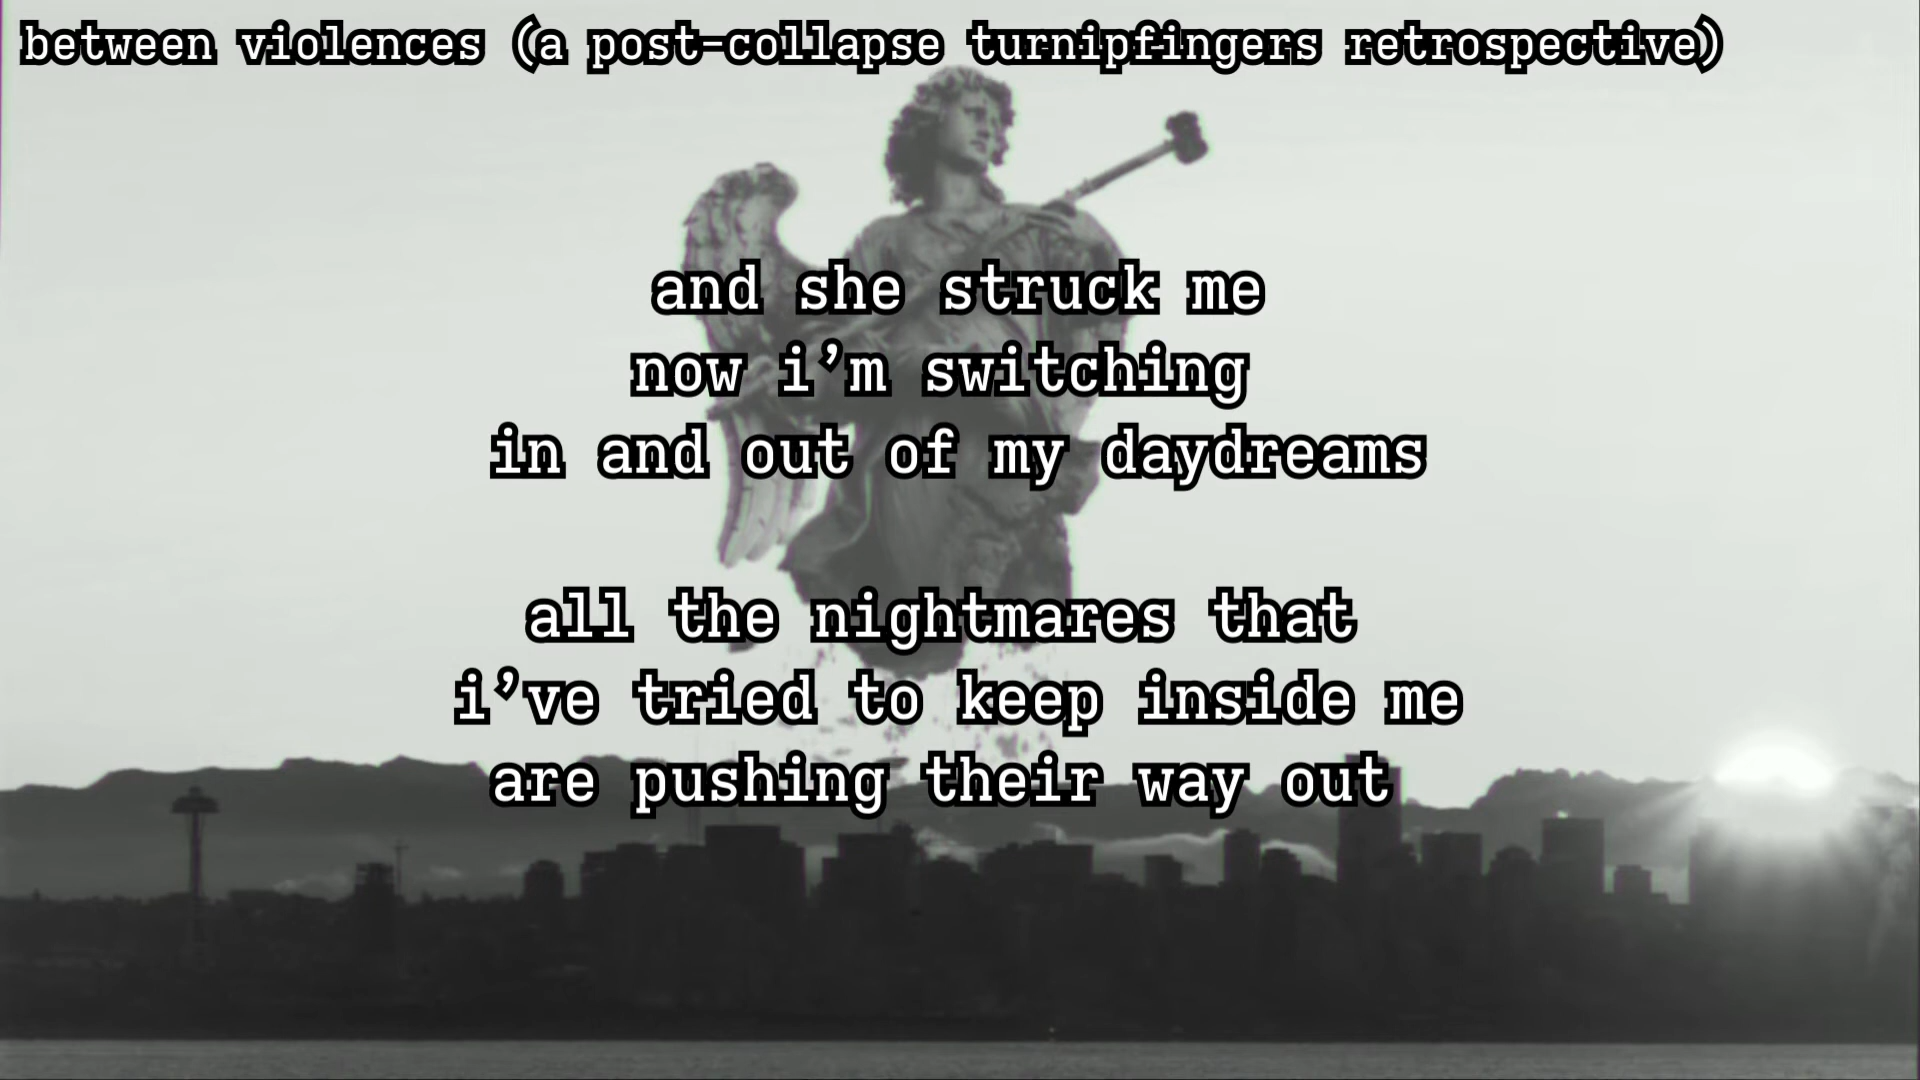 between violences (a post-collapse turnipfingers retrospective)
and she struck me
now i’m switching
in and out of my daydreams
all the nightmares that
i’ve tried to keep inside me
are pushing their way out